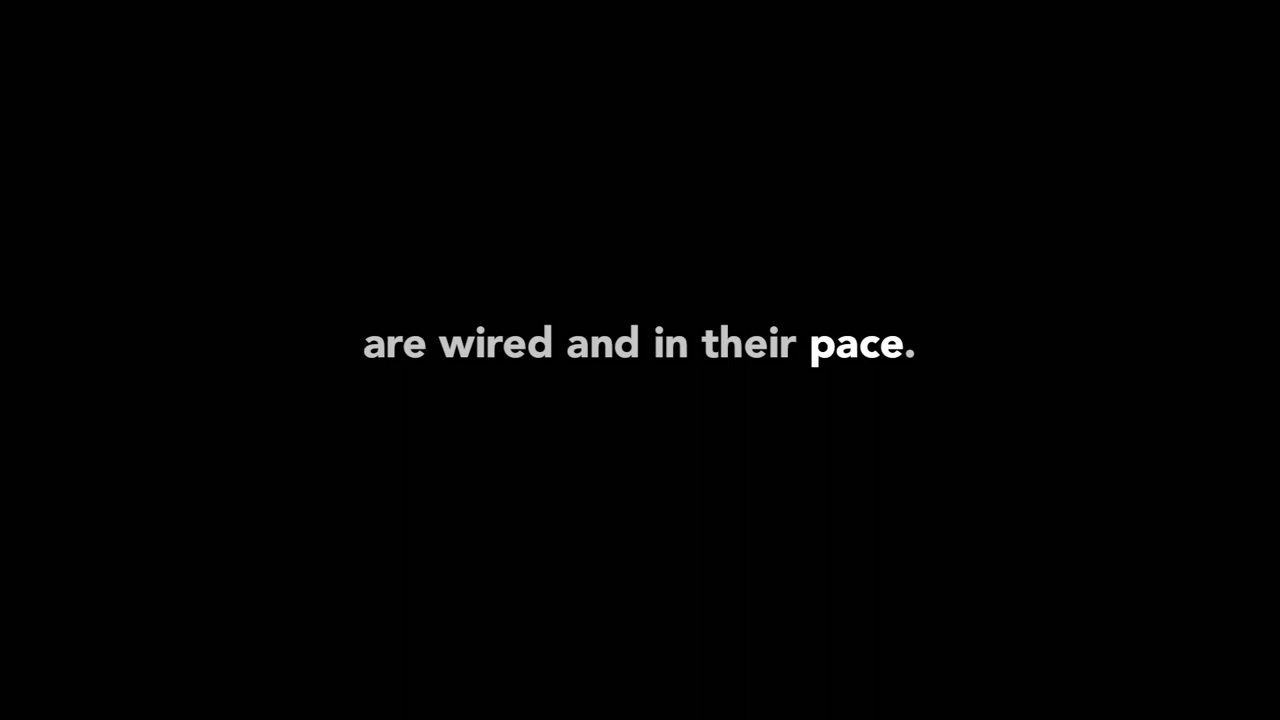 are wired and in their pace.